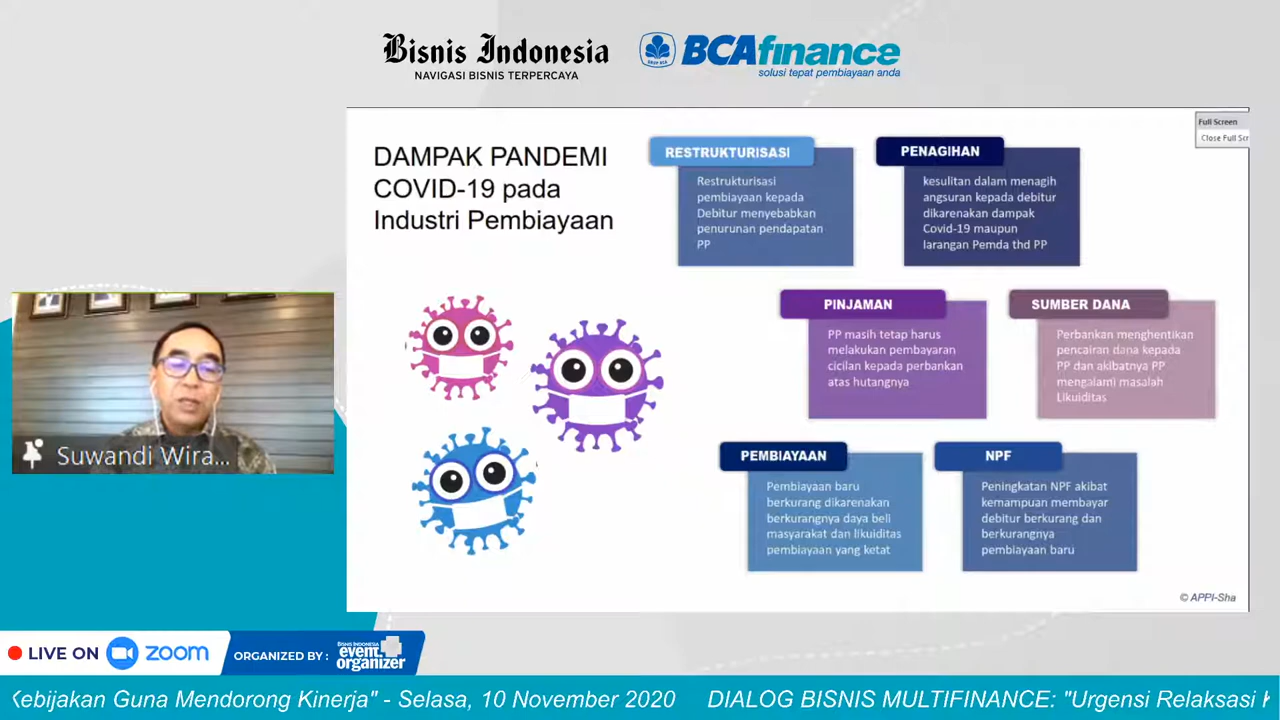 Bisnis Indonesia
NAVIGASI BISNIS TERPERCAYA
BCAfinance
solusi tepat pembiayaan anda
Full Screen
Close Full Scr
DAMPAK PANDEMI
COVID-19 pada
Industri Pembiayaan
RESTRUKTURISASI
Restrukturisasi
pembiayaan kepada
Debitur menyebabkan
penurunan pendapatan
PP
PENAGIHAN
kesulitan dalam menagih
angsuran kepada debitur
dikarenakan dampak
Covid-19 maupun
larangan Pemda thd PP
PINJAMAN
PP masih tetap harus
melakukan pembayaran
cicilan kepada perbankan
atas hutangnya
SUMBER DANA
Perbankan menghentikan
pencairan dana kepada
PP dan akibatnya PP
mengalami masalah
Likuiditas
PEMBIAYAAN
Pembiayaan baru
berkurang dikarenakan
berkurangnya daya beli
masyarakat dan likuiditas
pembiayaan yang ketat
NPF
Peningkatan NPF akibat
kemampuan membayar
debitur berkurang dan
berkurangnya
pembiayaan baru
© APPI-Sha
Suwandi Wira...
LIVE ON zoom
ORGANIZED BY :
BISNIS INDONESIA
event
organizer
Kebijakan Guna Mendorong Kinerja" - Selasa, 10 November 2020 DIALOG BISNIS MULTIFINANCE: "Urgensi Relaksasi K